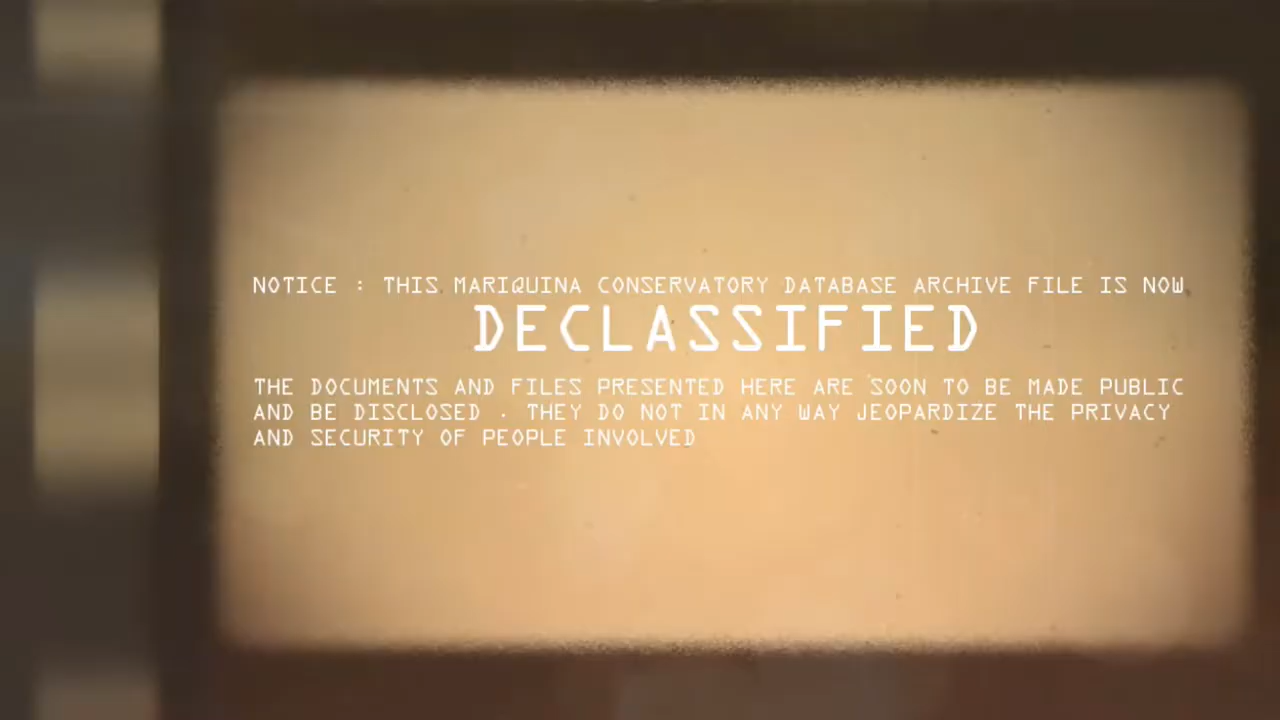 NOTICE : THIS MARIQUINA CONSERVATORY DATABASE ARCHIVE FILE IS NOW
DECLASSIFIED
THE DOCUMENTS AND FILES PRESENTED HERE ARE SOON TO BE MADE PUBLIC
AND BE DISCLOSED . THEY DO NOT IN ANY WAY JEOPARDIZE THE PRIVACY
AND SECURITY OF PEOPLE INVOLVED